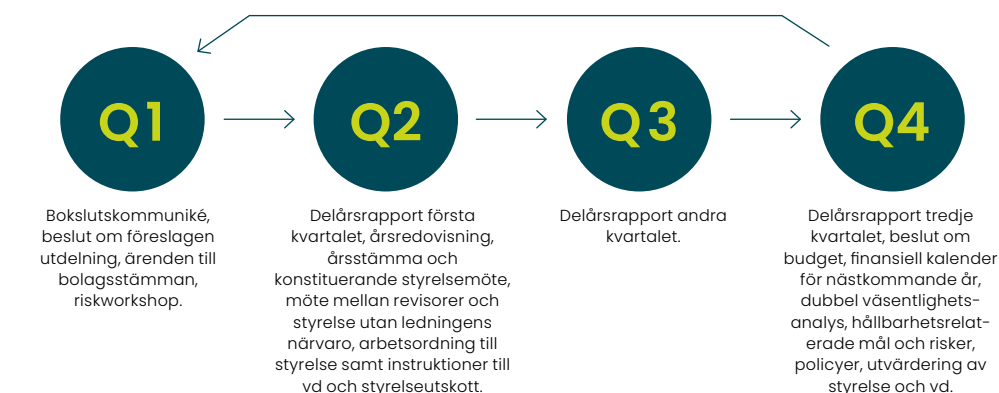 Q1
Bokslutskommuniké,
beslut om föreslagen
utdelning, ärenden till
bolagsstämman,
riskworkshop.
Q2
Delårsrapport första
kvartalet, årsredovisning,
årsstämma och
konstituerande styrelsemöte,
möte mellan revisorer och
styrelse utan ledningens
närvaro, arbetsordning till
styrelse samt instruktioner till
vd och styrelseutskott.
Q3
Delårsrapport andra
kvartalet.
Q4
Delårsrapport tredje
kvartalet, beslut om
budget, finansiell kalender
för nästkommande år,
dubbel väsentlighets-
analys, hållbarhetsrelat-
erade mål och risker,
policyer, utvärdering av
styrelse och vd.